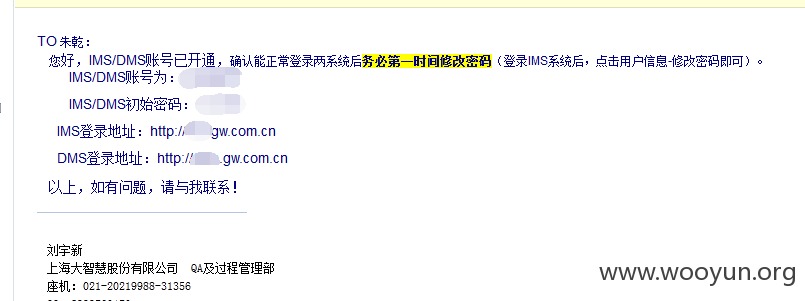 TO 朱乾：
您好，IMS/DMS账号已开通，确认能正常登录两系统后务必第一时间修改密码（登录IMS系统后，点击用户信息-修改密码即可）。
IMS/DMS账号为：
IMS/DMS初始密码：
IMS登录地址：http:/ gw.com.cn
DMS登录地址：http:/ .gw.com.cn
以上，如有问题，请与我联系！
刘宇新
上海大智慧股份有限公司 QA及过程管理部
座机：021-20219988-31356
www.wooyun.org